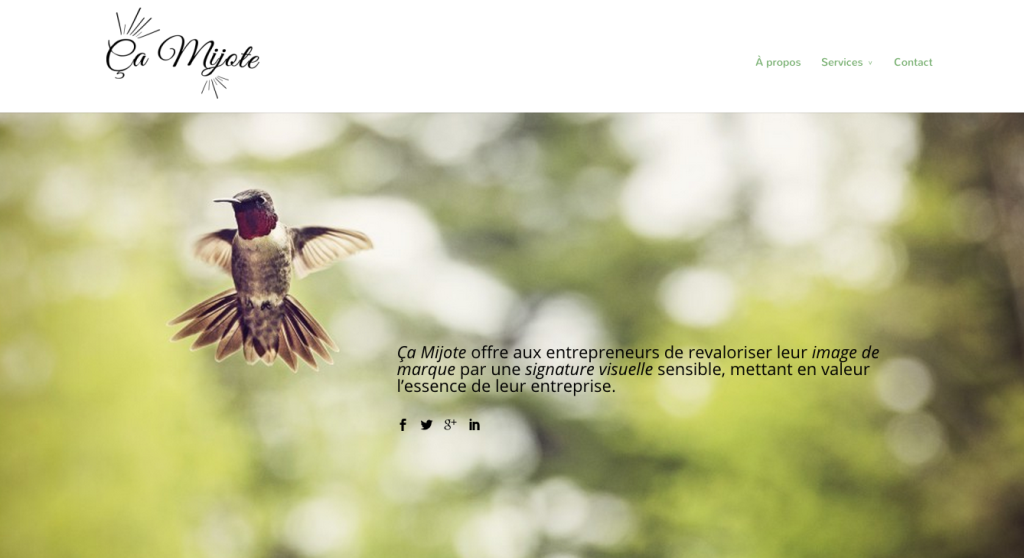 Ça Mijote
À propos Services Contact
Ça Mijote offre aux entrepreneurs de revaloriser leur image de
marque par une signature visuelle sensible, mettant en valeur
l’essence de leur entreprise.